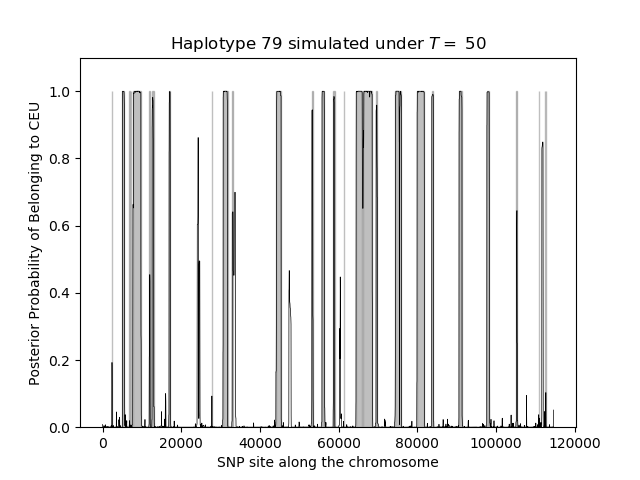 Haplotype 79 simulated under T = 50
Posterior Probability of Belonging to CEU
1.0
0.8
0.6
0.4
0.2
0.0
0 20000 40000 60000 80000 100000 120000
SNP site along the chromosome